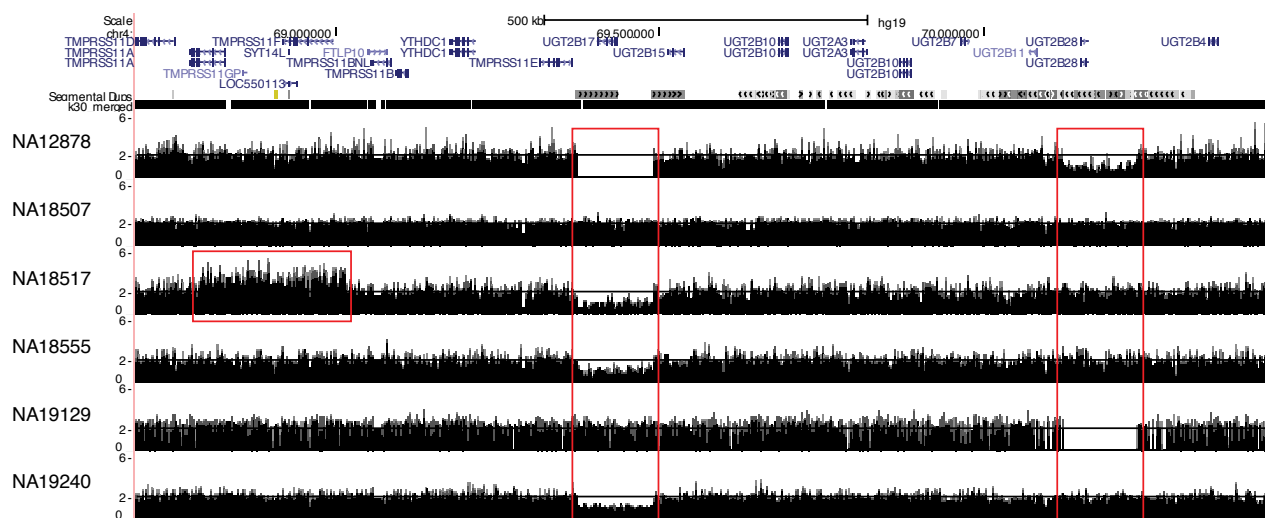 Scale 500 kb hg19
chr4: 69,000,000 69,500,000 70,000,000
TMPRSS11D TMPRSS11F YTHDC1 UGT2B17 UGT2B10 UGT2A3 UGT2B7 UGT2B28 UGT2B4
TMPRSS11A SYT14L FTLP10 YTHDC1 UGT2B15 UGT2B10 UGT2A3 UGT2B11
TMPRSS11A TMPRSS11BNL TMPRSS11E UGT2B10 UGT2B28
TMPRSS11GP TMPRSS11B UGT2B10
LOC550113
Segmental Dups
k30 merged
6
NA12878
2
0
6
NA18507
2
0
6
NA18517
2
0
6
NA18555
2
0
6
NA19129
2
0
6
NA19240
2
0